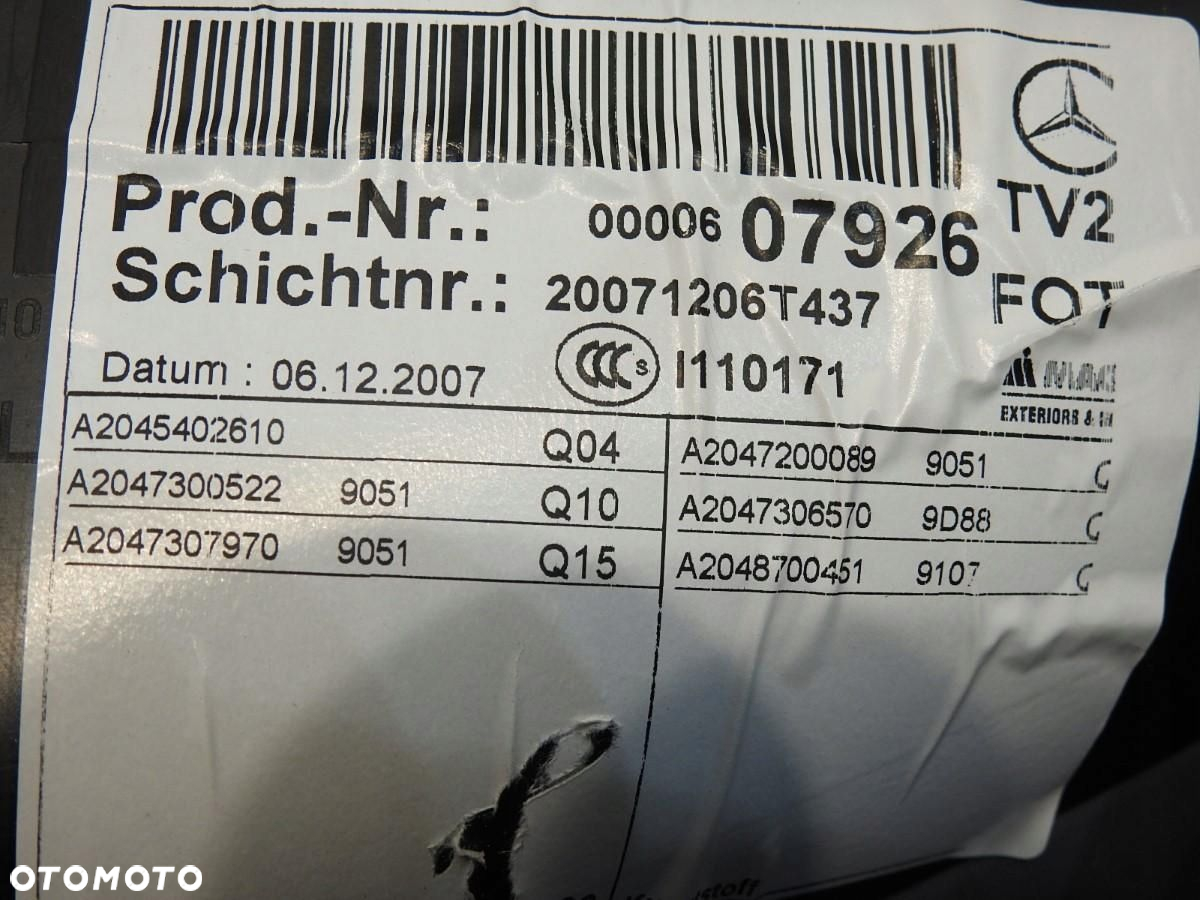 TV2
Prod.-Nr.: 00006 07926
FOT
Schichtnr.: 20071206T437
Datum : 06.12.2007
CCC S I110171
EXTERIORS &
A2045402610 Q04
A2047300522 9051 Q10
A2047307970 9051 Q15
A2047200089 9051
A2047306570 9D88
A2048700451 9107
OTOMOTO